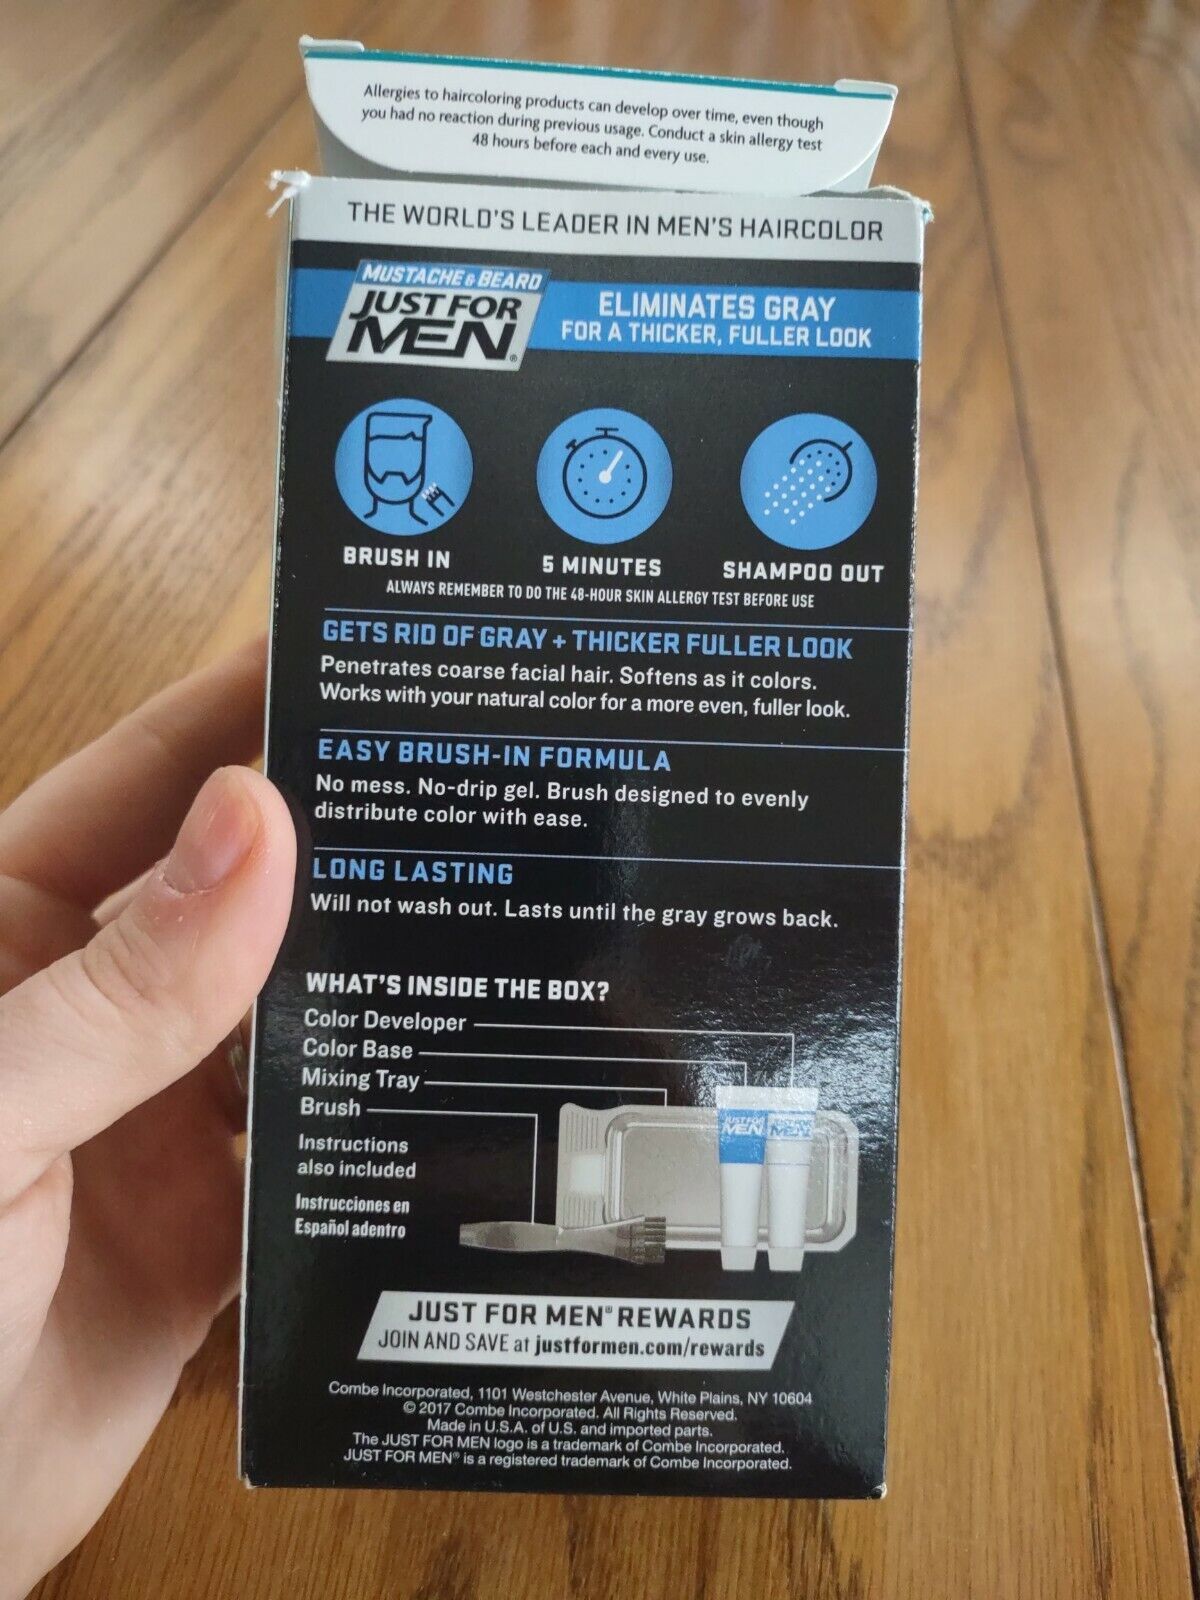 Allergies to haircoloring products can develop over time, even though
you had no reaction during previous usage. Conduct a skin allergy test
48 hours before each and every use.
THE WORLD'S LEADER IN MEN'S HAIRCOLOR
MUSTACHE & BEARD
JUST FOR
MEN®
ELIMINATES GRAY
FOR A THICKER, FULLER LOOK
BRUSH IN
5 MINUTES
SHAMPOO OUT
ALWAYS REMEMBER TO DO THE 48-HOUR SKIN ALLERGY TEST BEFORE USE
GETS RID OF GRAY + THICKER FULLER LOOK
Penetrates coarse facial hair. Softens as it colors.
Works with your natural color for a more even, fuller look.
EASY BRUSH-IN FORMULA
No mess. No-drip gel. Brush designed to evenly
distribute color with ease.
LONG LASTING
Will not wash out. Lasts until the gray grows back.
WHAT'S INSIDE THE BOX?
Color Developer
Color Base
Mixing Tray
Brush
Instructions
also included
Instrucciones en
Español adentro
JUST FOR
MEN
JUST FOR
MEN
JUST FOR MEN® REWARDS
JOIN AND SAVE at justformen.com/rewards
Combe Incorporated, 1101 Westchester Avenue, White Plains, NY 10604
© 2017 Combe Incorporated. All Rights Reserved.
Made in U.S.A. of U.S. and imported parts.
The JUST FOR MEN logo is a trademark of Combe Incorporated.
JUST FOR MEN® is a registered trademark of Combe Incorporated.